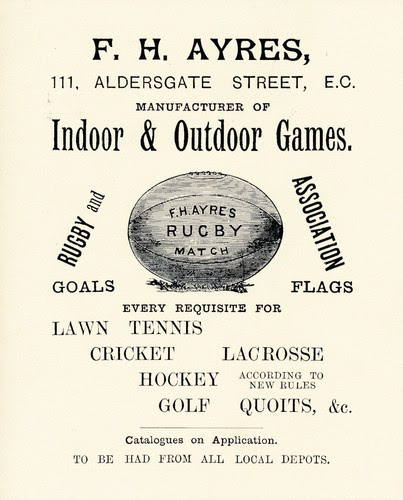 F. H. AYRES,
111, ALDERSGATE STREET, E.C.
MANUFACTURER OF
Indoor & Outdoor Games.
RUGBY and
ASSOCIATION
F.H.AYRES
RUGBY
MATCH
GOALS
FLAGS
EVERY REQUISITE FOR
LAWN TENNIS
CRICKET LACROSSE
HOCKEY ACCORDING TO
NEW RULES
GOLF QUOITS, &c.
Catalogues on Application.
TO BE HAD FROM ALL LOCAL DEPOTS.